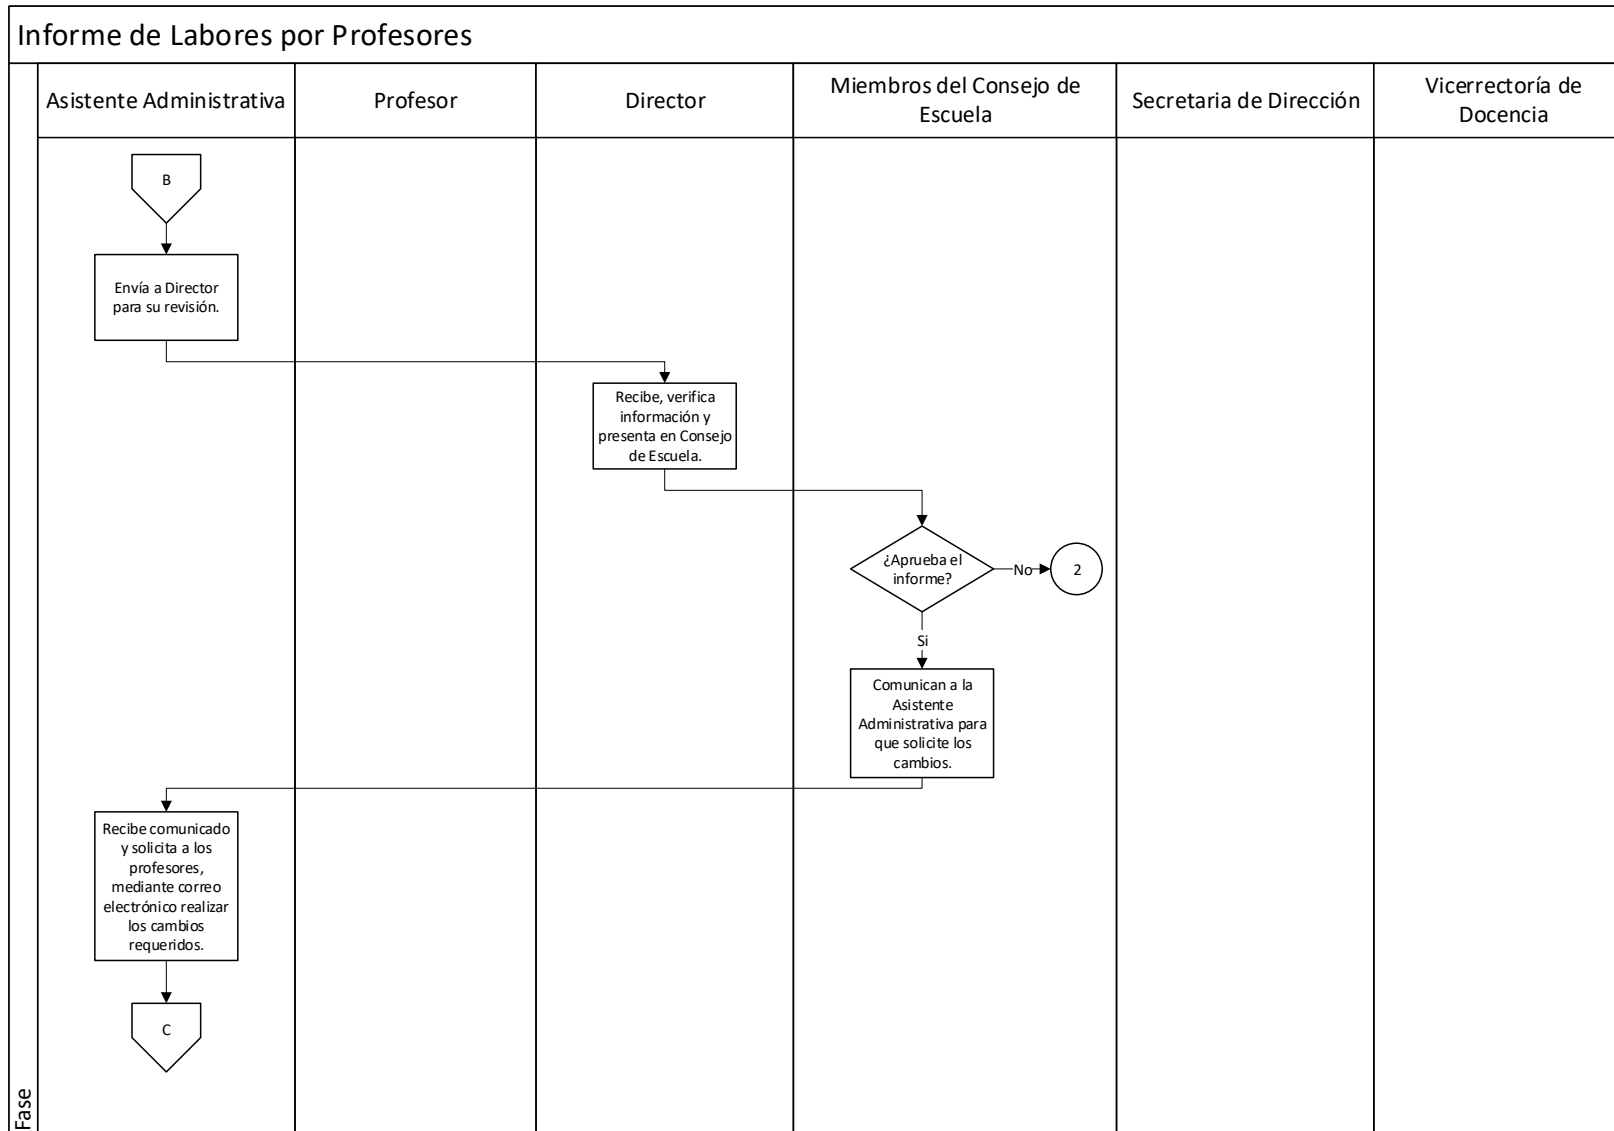 Informe de Labores por Profesores
Asistente Administrativa
Profesor
Director
Miembros del Consejo de
Escuela
Secretaria de Dirección
Vicerrectoría de
Docencia
B
Envía a Director
para su revisión.
Recibe, verifica
información y
presenta en Consejo
de Escuela.
¿Aprueba el
informe?
No
2
Si
Comunican a la
Asistente
Administrativa para
que solicite los
cambios.
Recibe comunicado
y solicita a los
profesores,
mediante correo
electrónico realizar
los cambios
requeridos.
C
Fase